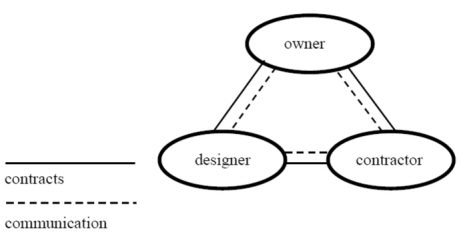 owner
designer
contractor
contracts
communication